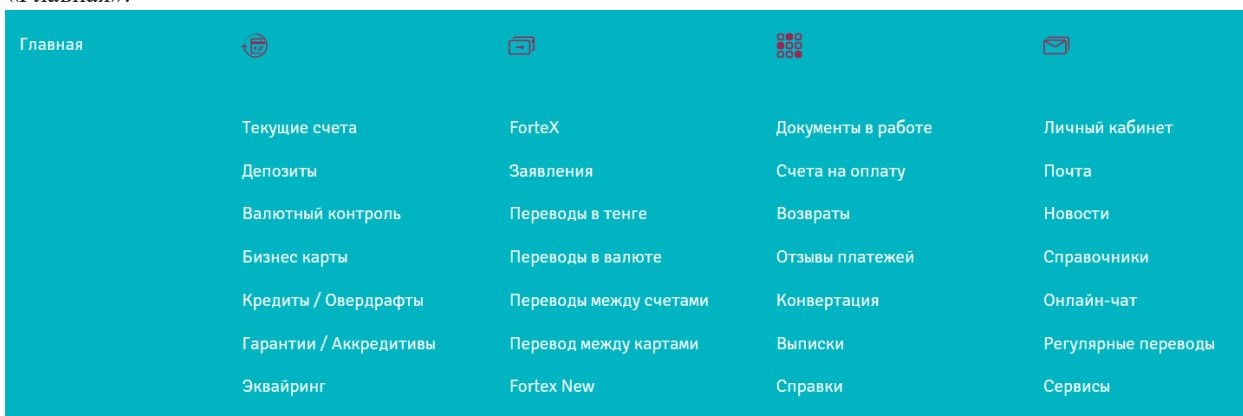 «Главная».
Главная
Текущие счета
Депозиты
Валютный контроль
Бизнес карты
Кредиты / Овердрафты
Гарантии / Аккредитивы
Эквайринг
ForteX
Заявления
Переводы в тенге
Переводы в валюте
Переводы между счетами
Перевод между картами
Fortex New
Документы в работе
Счета на оплату
Возвраты
Отзывы платежей
Конвертация
Выписки
Справки
Личный кабинет
Почта
Новости
Справочники
Онлайн-чат
Регулярные переводы
Сервисы